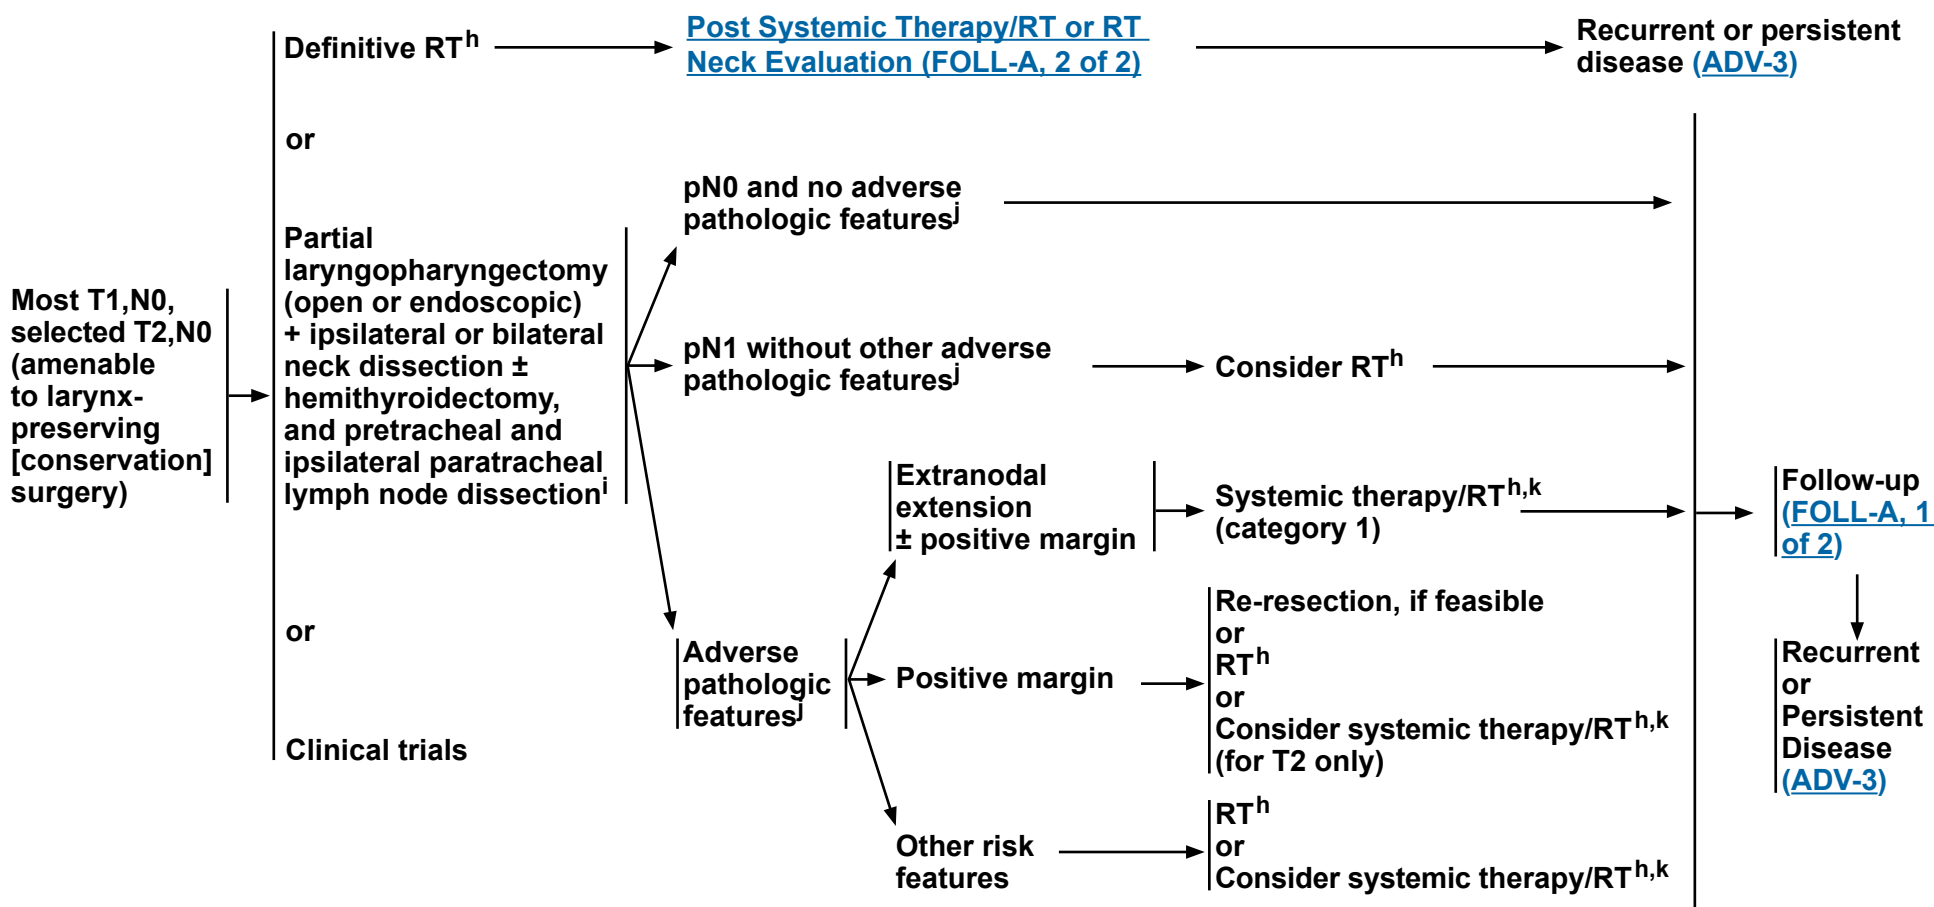 Most T1,N0,
selected T2,N0
(amenable
to larynx-
preserving
[conservation]
surgery)
Definitive RTh
or
Partial
laryngopharyngectomy
(open or endoscopic)
+ ipsilateral or bilateral
neck dissection ±
hemithyroidectomy,
and pretracheal and
ipsilateral paratracheal
lymph node dissectioni
or
Clinical trials
Post Systemic Therapy/RT or RT
Neck Evaluation (FOLL-A, 2 of 2)
Recurrent or persistent
disease (ADV-3)
pN0 and no adverse
pathologic featuresj
pN1 without other adverse
pathologic featuresj
Consider RTh
Adverse
pathologic
featuresj
Extranodal
extension
± positive margin
Systemic therapy/RTh,k
(category 1)
Positive margin
Re-resection, if feasible
or
RTh
or
Consider systemic therapy/RTh,k
(for T2 only)
Other risk
features
RTh
or
Consider systemic therapy/RTh,k
Follow-up
(FOLL-A, 1
of 2)
Recurrent
or
Persistent
Disease
(ADV-3)